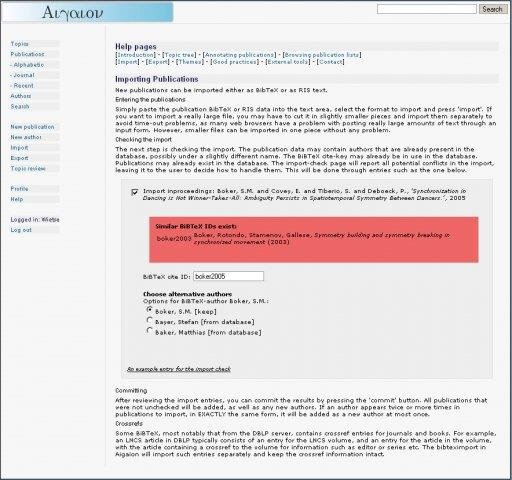 Αιγαιον
Search
Topics
Publications
- Alphabetic
- Journal
- Recent
Authors
Search
New publication
New author
Import
Export
Topic review
Profile
Help
Logged in: Wietse
Log out
Help pages
[Introduction] - [Topic tree] - [Annotating publications] - [Browsing publication lists]
[Import] - [Export] - [Themes] - [Good practices] - [External tools] - [Contact]
Importing Publications
New publications can be imported either as BibTeX or as RIS text.
Entering the publications
Simply paste the publication BibTeX or RIS data into the text area, select the format to import and press 'import'. If
you want to import a really large file, you may have to cut it in slightly smaller pieces and import them separately to
avoid time-out problems, as many web browsers have a problem with posting really large amounts of text through an
input form. However, smaller files can be imported in one piece without any problem.
Checking the import
The next step is checking the import. The publication data may contain authors that are already present in the
database, possibly under a slightly different name. The BibTeX cite-key may already be in use in the database.
Publications may already exist in the database. The import-check page will report all potential conflicts in the import,
leaving it to the user to decide how to handle them. This will be done through entries such as the one below.
Import inproceedings: Boker, S.M. and Covey, E. and Tiberio, S. and Deboeck, P., 'Synchronization in
Dancing is Not Winner-Takes-All: Ambiguity Persists in Spatiotemporal Symmetry Between Dancers.', 2005
Similar BibTeX IDs exist:
boker2003 Boker, Rotondo, Stamenov, Gallese, Symmetry building and symmetry breaking in
synchronized movement (2003)
BibTeX cite ID: boker2005
Choose alternative authors
Options for BibTeX-author Boker, S.M.:
Boker, S.M. [keep]
Bayer, Stefan [from database]
Baker, Matthias [from database]
An example entry for the import check
Committing
After reviewing the import entries, you can commit the results by pressing the 'commit' button. All publications that
were not unchecked will be added, as well as any new authors. If an author appears twice or more times in
publications to import, in EXACTLY the same form, it will be added as a new author at most once.
Crossrefs
Some BibTeX, most notably that from the DBLP server, contains crossref entries for journals and books. For example,
an LNCS article in DBLP typically consists of an entry for the LNCS volume, and an entry for the article in the volume,
with the article containing a crossref to the volume for information such as editor or series etc. The bibteximport in
Aigaion will import such entries separately and keep the crossref information intact.